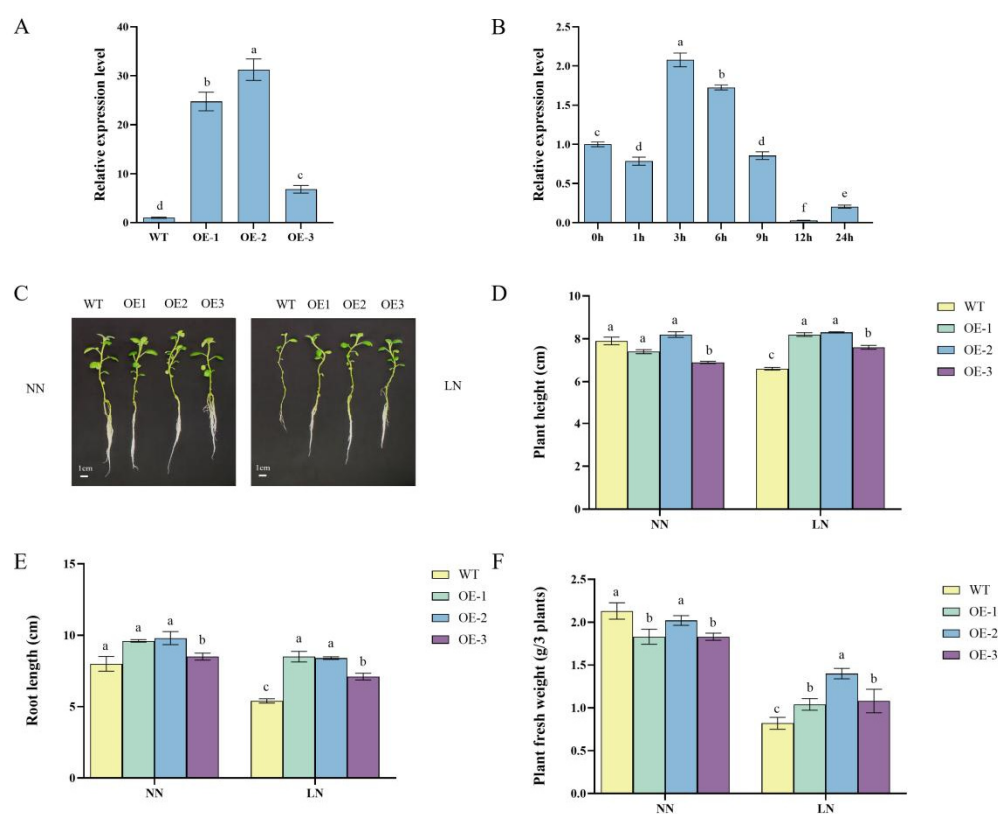 A
Relative expression level
40
30
20
10
0
d
b
a
c
WT OE-1 OE-2 OE-3
B
Relative expression level
2.5
2.0
1.5
1.0
0.5
0.0
c
d
a
b
d
f
e
0h 1h 3h 6h 9h 12h 24h
C
WT OE1 OE2 OE3
WT OE1 OE2 OE3
NN
LN
1cm
1cm
D
Plant height (cm)
10
8
6
4
2
0
a a a b
c a a b
NN LN
WT
OE-1
OE-2
OE-3
E
Root length (cm)
15
10
5
0
a a a b
c a a b
NN LN
WT
OE-1
OE-2
OE-3
F
Plant fresh weight (g/3 plants)
2.5
2.0
1.5
1.0
0.5
0.0
a b a b
c b a b
NN LN
WT
OE-1
OE-2
OE-3